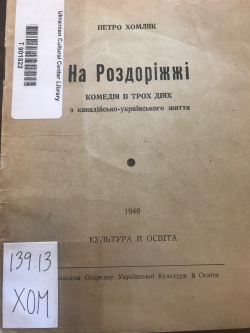 Ukrainian Cultural Center Library
T 901822
ПЕТРО ХОМЛЯК
На Роздоріжжі
КОМЕДІЯ В ТРОХ ДІЯХ
з канадійсько-українського життя
1946
КУЛЬТУРА Й ОСВІТА
139.13
ХОМ
Осередку Української Культури й Освіти